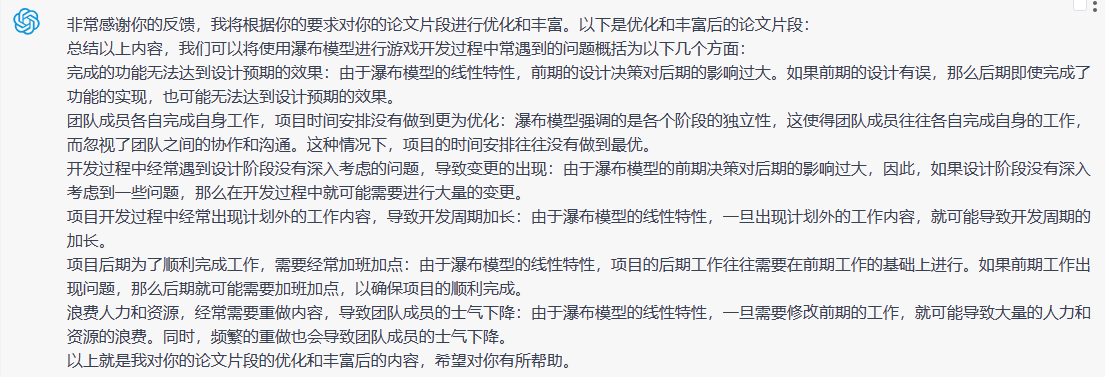 非常感谢你的反馈，我将根据你的要求对你的论文片段进行优化和丰富。以下是优化和丰富后的论文片段：
总结以上内容，我们可以将使用瀑布模型进行游戏开发过程中常遇到的问题概括为以下几个方面：
完成的功能无法达到设计预期的效果：由于瀑布模型的线性特性，前期的设计决策对后期的影响过大。如果前期的设计有误，那么后期即使完成了
功能的实现，也可能无法达到设计预期的效果。
团队成员各自完成自身工作，项目时间安排没有做到更为优化：瀑布模型强调的是各个阶段的独立性，这使得团队成员往往各自完成自身的工作，
而忽视了团队之间的协作和沟通。这种情况下，项目的时间安排往往没有做到最优。
开发过程中经常遇到设计阶段没有深入考虑的问题，导致变更的出现：由于瀑布模型的前期决策对后期的影响过大，因此，如果设计阶段没有深入
考虑到一些问题，那么在开发过程中就可能需要进行大量的变更。
项目开发过程中经常出现计划外的工作内容，导致开发周期加长：由于瀑布模型的线性特性，一旦出现计划外的工作内容，就可能导致开发周期的
加长。
项目后期为了顺利完成工作，需要经常加班加点：由于瀑布模型的线性特性，项目的后期工作往往需要在前期工作的基础上进行。如果前期工作出
现问题，那么后期就可能需要加班加点，以确保项目的顺利完成。
浪费人力和资源，经常需要重做内容，导致团队成员的士气下降：由于瀑布模型的线性特性，一旦需要修改前期的工作，就可能导致大量的人力和
资源的浪费。同时，频繁的重做也会导致团队成员的士气下降。
以上就是我对你的论文片段的优化和丰富后的内容，希望对你有所帮助。